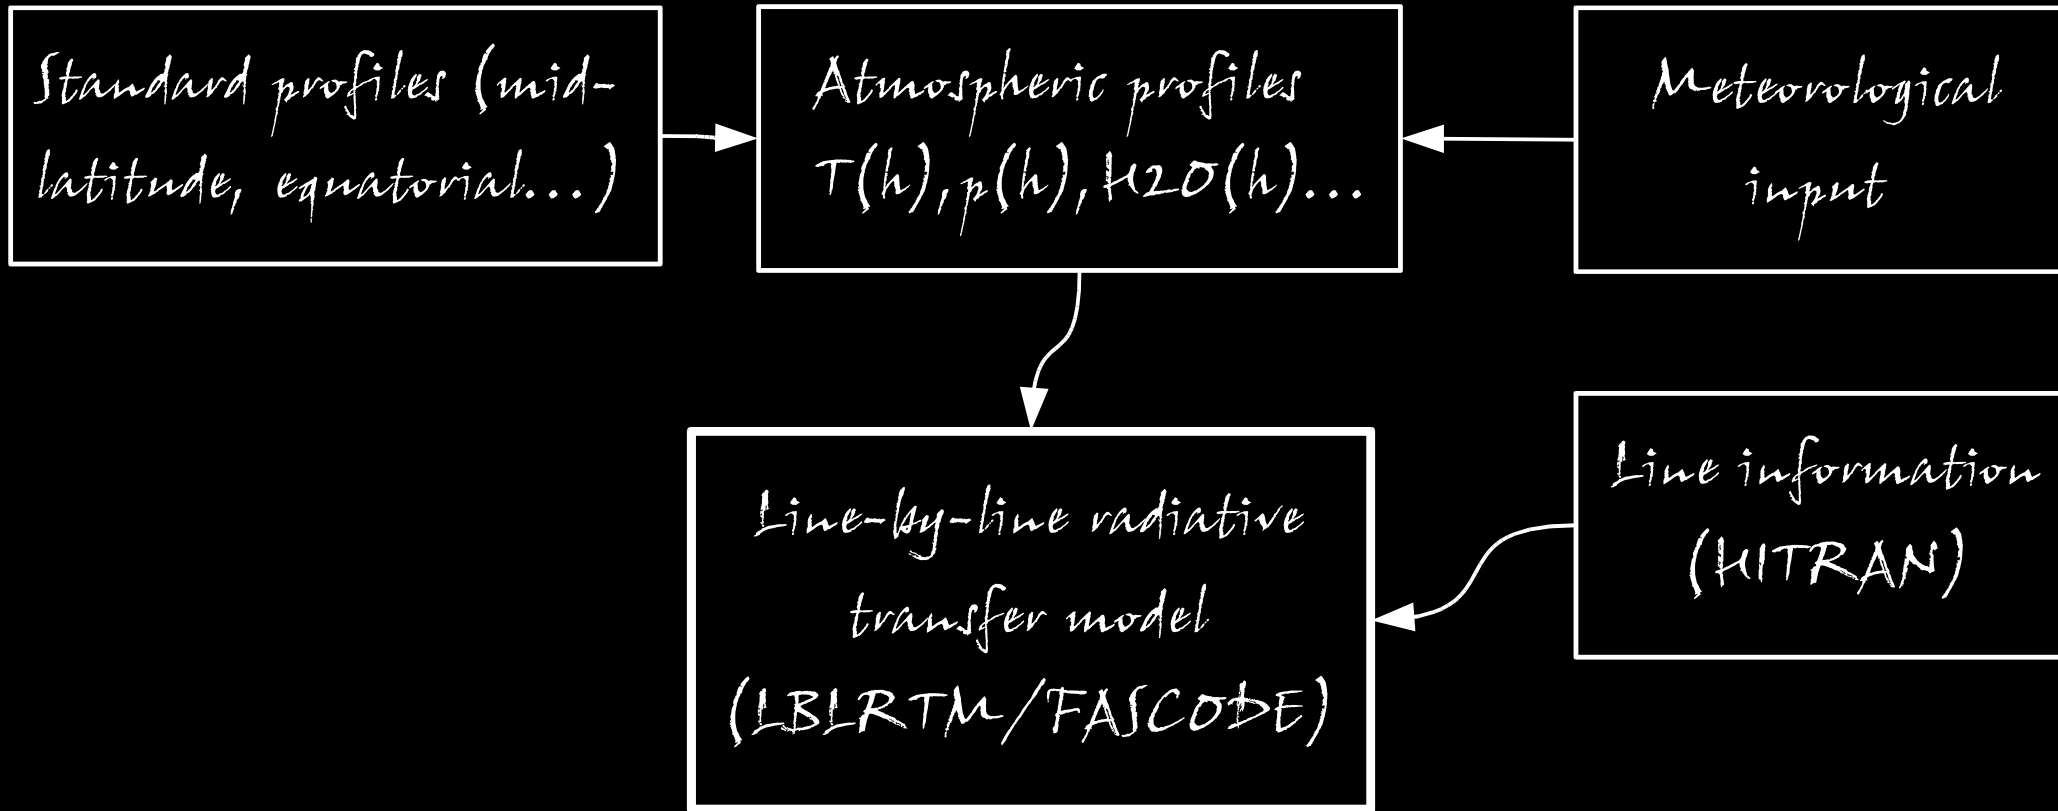 Standard profiles (mid-
latitude, equatorial...)
Atmospheric profiles
T(h), p(h), H2O(h)...
Meteorological
input
Line-by-line radiative
transfer model
(LBLRTM/FASCODE)
Line information
(HITRAN)